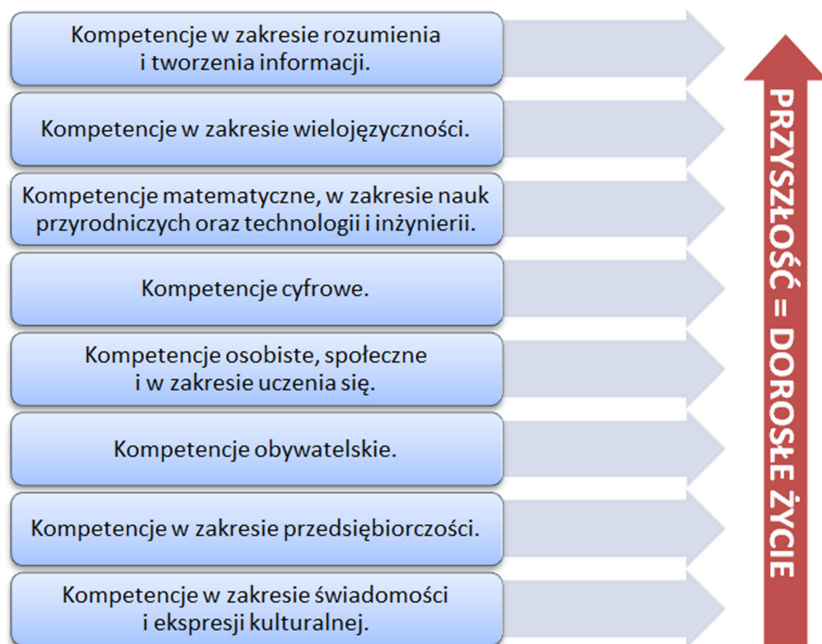 Kompetencje w zakresie rozumienia
i tworzenia informacji.
Kompetencje w zakresie wielojęzyczności.
Kompetencje matematyczne, w zakresie nauk
przyrodniczych oraz technologii i inżynierii.
Kompetencje cyfrowe.
Kompetencje osobiste, społeczne
i w zakresie uczenia się.
Kompetencje obywatelskie.
Kompetencje w zakresie przedsiębiorczości.
Kompetencje w zakresie świadomości
i ekspresji kulturalnej.
PRZYSZŁOŚĆ = DOROSŁE ŻYCIE